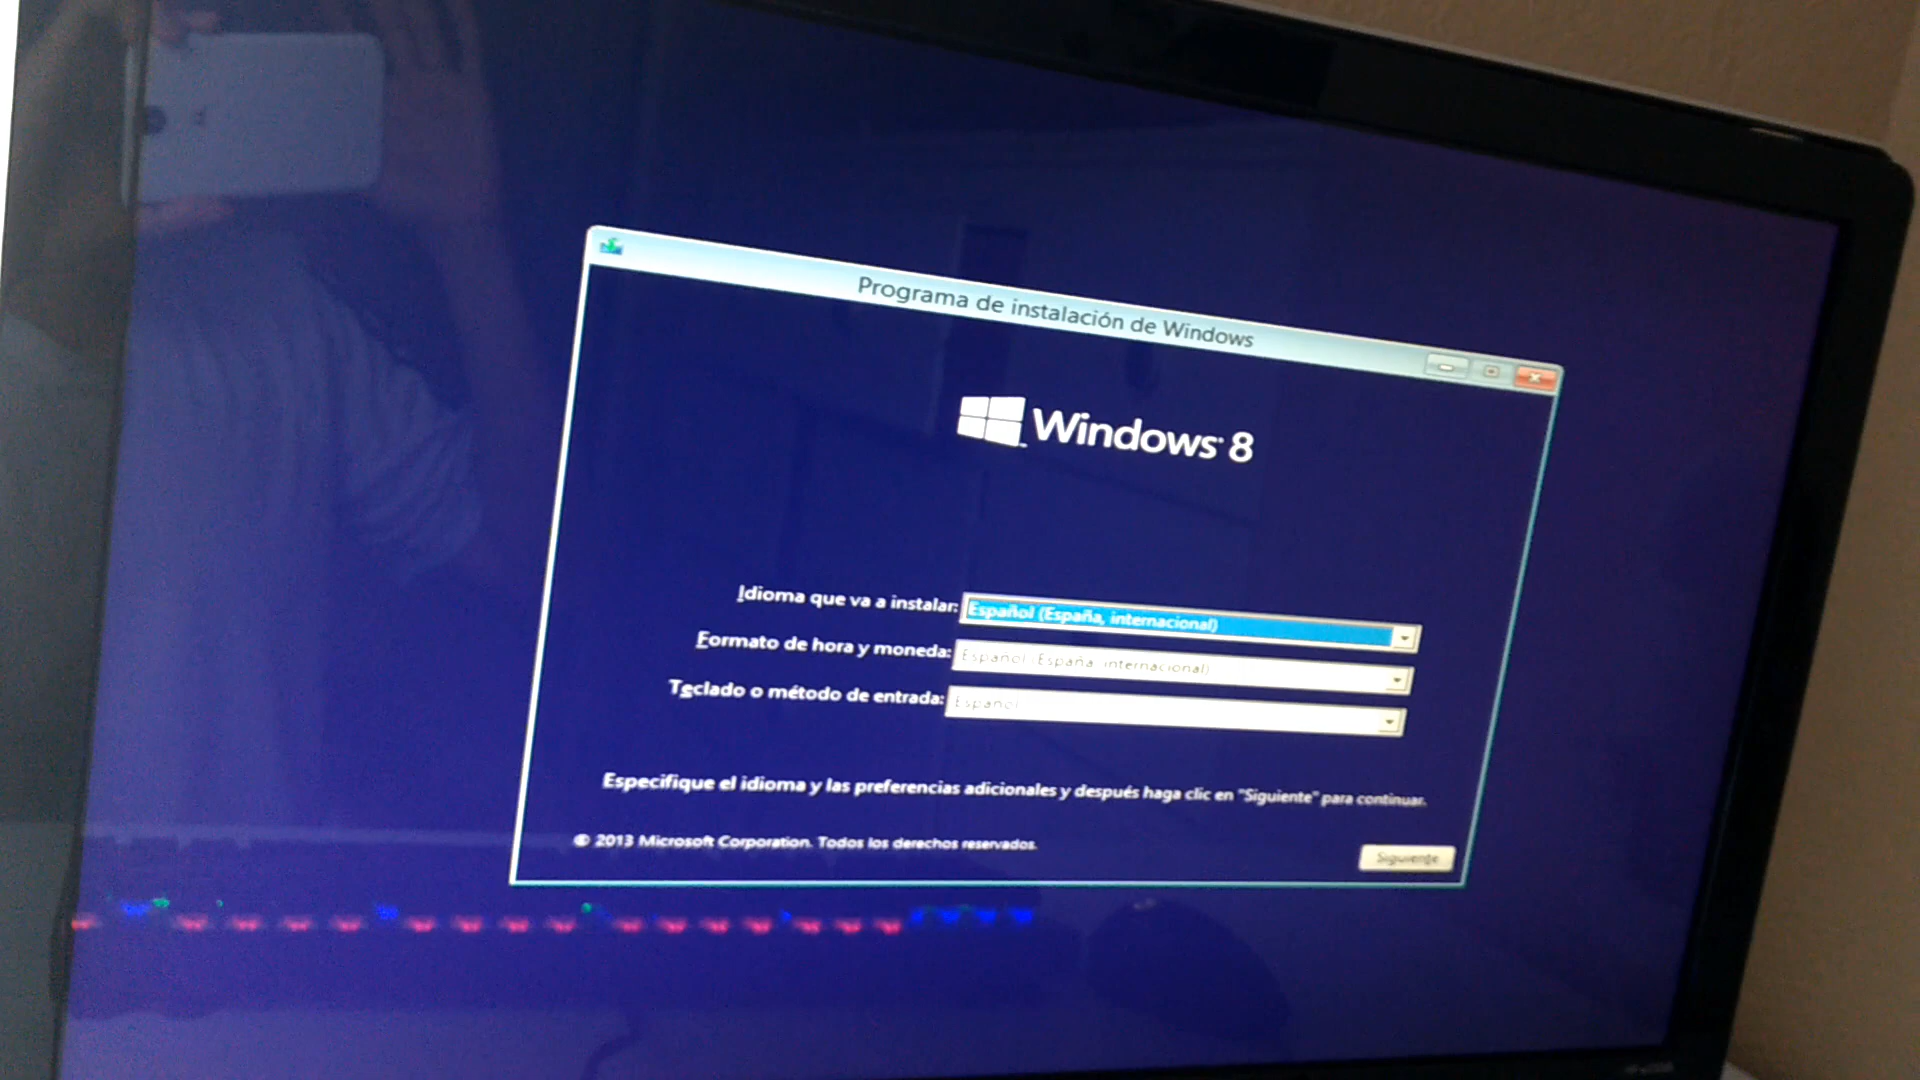 Programa de instalación de Windows
Windows® 8
Idioma que va a instalar: Español (España, internacional)
Formato de hora y moneda: Español (España, internacional)
Teclado o método de entrada: Español
Especifique el idioma y las preferencias adicionales y después haga clic en "Siguiente" para continuar.
© 2013 Microsoft Corporation. Todos los derechos reservados.
Siguiente